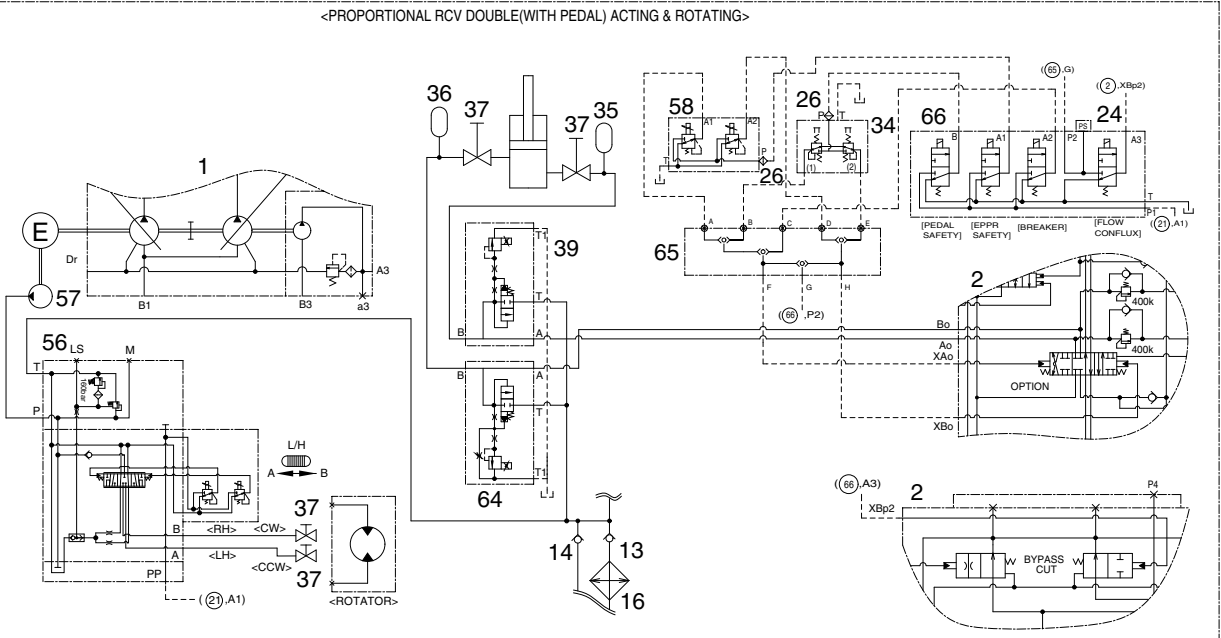 <PROPORTIONAL RCV DOUBLE(WITH PEDAL) ACTING & ROTATING>
36
37
37
35
58
A1
A2
T
P
26
26
P
T
34
(1)
(2)
(65,G)
(2,XBp2)
66
24
B
A1
A2
P2
PS
A3
T
P1
(21,A1)
[PEDAL SAFETY]
[EPPR SAFETY]
[BREAKER]
[FLOW CONFLUX]
1
E
Dr
57
B1
B3
a3
A3
65
A
B
C
D
E
F
G
H
(66,P2)
39
T1
T
B
A
64
B
A
T
T1
2
400k
400k
Bo
Ao
XAo
XBo
OPTION
56
LS
M
T
P
160bar
L/H
A
B
B
<RH>
<CW>
37
A
<LH>
<CCW>
37
PP
(21,A1)
<ROTATOR>
14
13
16
(66,A3)
XBp2
2
P4
BYPASS CUT